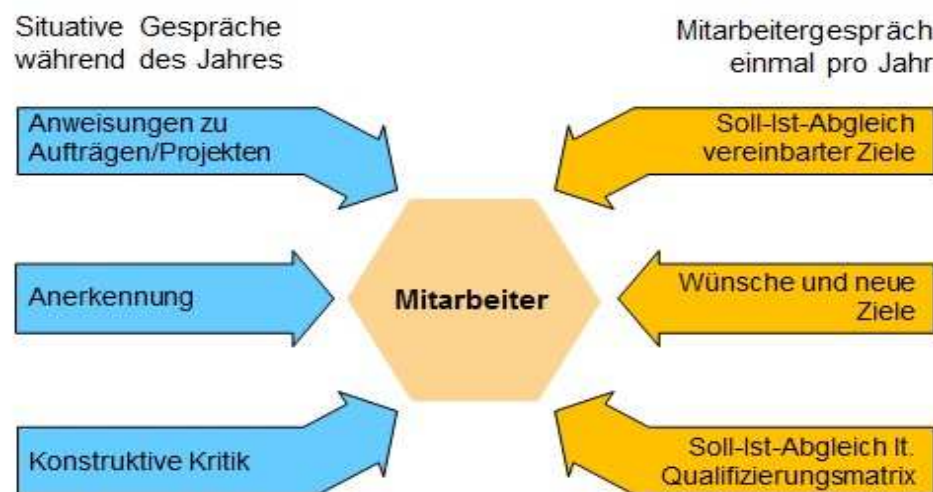 Situative Gespräche
während des Jahres
Mitarbeitergespräch
einmal pro Jahr
Anweisungen zu
Aufträgen/Projekten
Soll-Ist-Abgleich
vereinbarter Ziele
Anerkennung
Mitarbeiter
Wünsche und neue
Ziele
Konstruktive Kritik
Soll-Ist-Abgleich lt.
Qualifizierungsmatrix